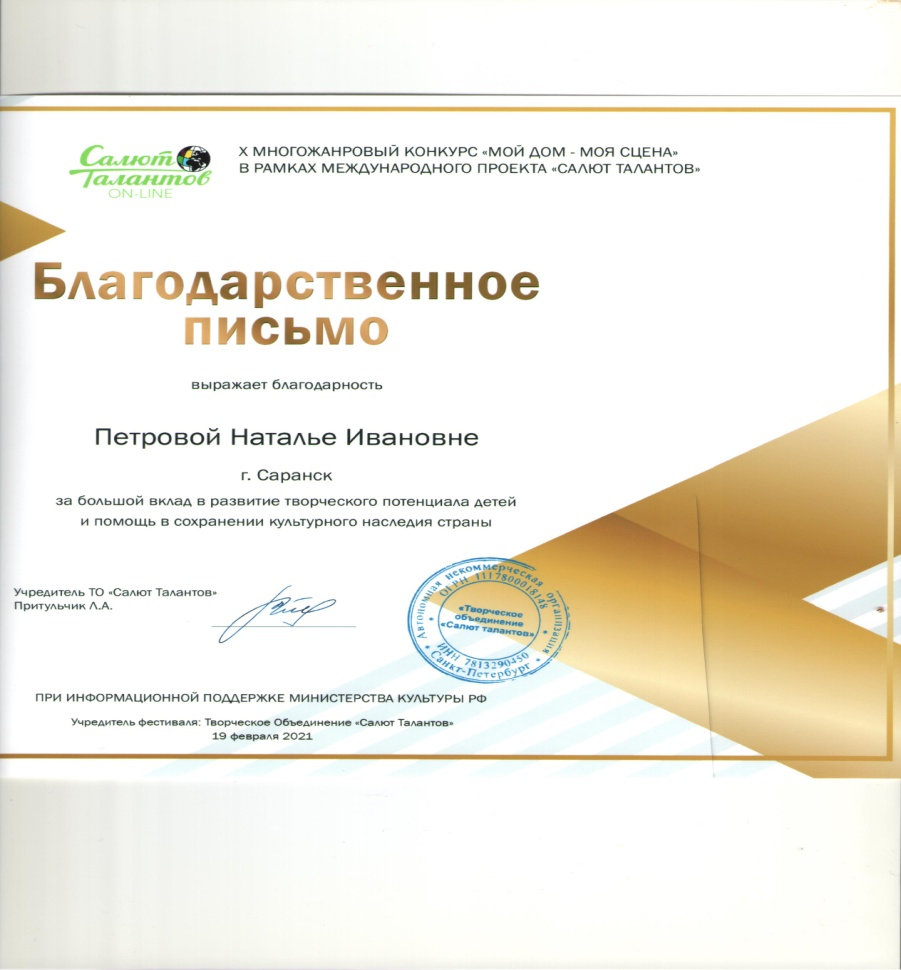 Салют
Талантов
ON-LINE
X МНОГОЖАНРОВЫЙ КОНКУРС «МОЙ ДОМ - МОЯ СЦЕНА»
В РАМКАХ МЕЖДУНАРОДНОГО ПРОЕКТА «САЛЮТ ТАЛАНТОВ»
Благодарственное
письмо
выражает благодарность
Петровой Наталье Ивановне
г. Саранск
за большой вклад в развитие творческого потенциала детей
и помощь в сохранении культурного наследия страны
Учредитель ТО «Салют Талантов»
Притульчик Л.А.
Автономная некоммерческая организация
ОГРН 1117800018148
«Творческое
объединение
«Салют талантов»
ИНН 7813290450
Санкт-Петербург
ПРИ ИНФОРМАЦИОННОЙ ПОДДЕРЖКЕ МИНИСТЕРСТВА КУЛЬТУРЫ РФ
Учредитель фестиваля: Творческое Объединение «Салют Талантов»
19 февраля 2021